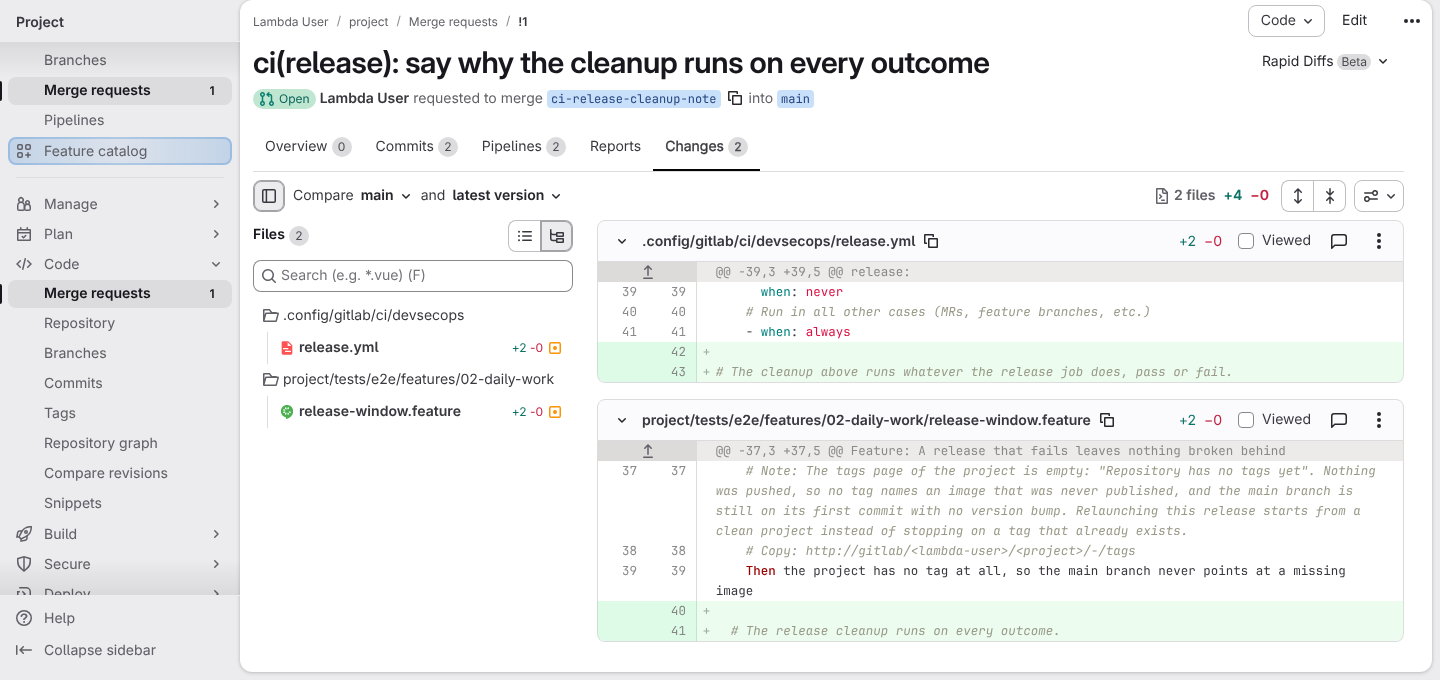 Project
Branches
Merge requests 1
Pipelines
Feature catalog
Manage
Plan
Code
Merge requests 1
Repository
Branches
Commits
Tags
Repository graph
Compare revisions
Snippets
Build
Secure
Deploy
Help
Collapse sidebar
Lambda User / project / Merge requests / !1
Code
Edit
ci(release): say why the cleanup runs on every outcome
Rapid Diffs Beta
Open Lambda User requested to merge ci-release-cleanup-note into main
Overview 0
Commits 2
Pipelines 2
Reports
Changes 2
Compare main and latest version
2 files +4 −0
Files 2
Search (e.g. *.vue) (F)
.config/gitlab/ci/devsecops
release.yml +2 -0
project/tests/e2e/features/02-daily-work
release-window.feature +2 -0
.config/gitlab/ci/devsecops/release.yml +2 −0 Viewed
@@ -39,3 +39,5 @@ release:
39 39 when: never
40 40 # Run in all other cases (MRs, feature branches, etc.)
41 41 - when: always
42 +
43 + # The cleanup above runs whatever the release job does, pass or fail.
project/tests/e2e/features/02-daily-work/release-window.feature +2 −0 Viewed
@@ -37,3 +37,5 @@ Feature: A release that fails leaves nothing broken behind
37 37 # Note: The tags page of the project is empty: "Repository has no tags yet". Nothing
was pushed, so no tag names an image that was never published, and the main branch is
still on its first commit with no version bump. Relaunching this release starts from a
clean project instead of stopping on a tag that already exists.
38 38 # Copy: http://gitlab/<lambda-user>/<project>/-/tags
39 39 Then the project has no tag at all, so the main branch never points at a missing
image
40 +
41 + # The release cleanup runs on every outcome.